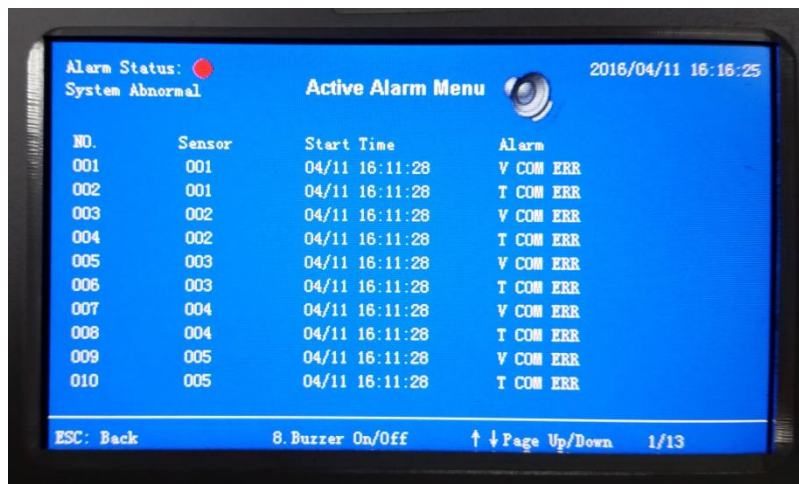 Alarm Status:
System Abnormal
Active Alarm Menu
2016/04/11 16:16:25
NO. Sensor Start Time Alarm
001 001 04/11 16:11:28 V COM ERR
002 001 04/11 16:11:28 T COM ERR
003 002 04/11 16:11:28 V COM ERR
004 002 04/11 16:11:28 T COM ERR
005 003 04/11 16:11:28 V COM ERR
006 003 04/11 16:11:28 T COM ERR
007 004 04/11 16:11:28 V COM ERR
008 004 04/11 16:11:28 T COM ERR
009 005 04/11 16:11:28 V COM ERR
010 005 04/11 16:11:28 T COM ERR
ESC: Back 8.Buzzer On/Off ↑↓Page Up/Down 1/13